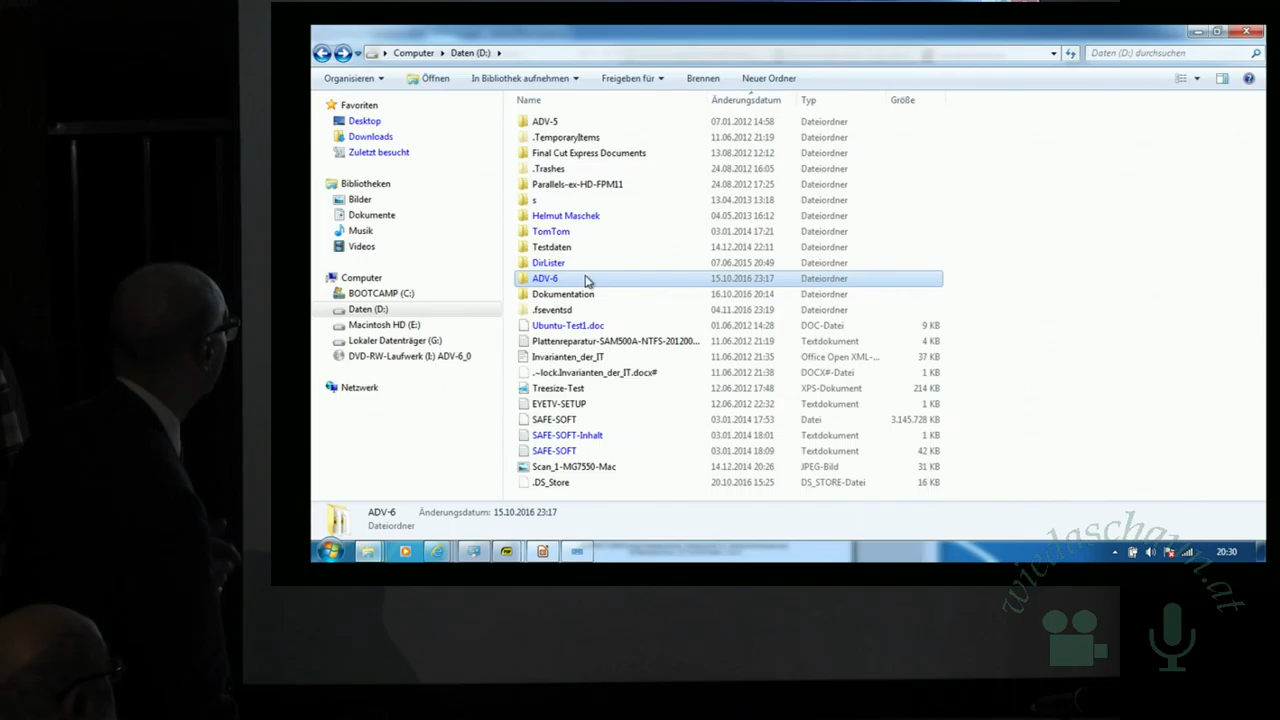 Computer Daten (D:) Daten (D:) durchsuchen
Organisieren Öffnen In Bibliothek aufnehmen Freigeben für Brennen Neuer Ordner
Favoriten
Desktop
Downloads
Zuletzt besucht
Bibliotheken
Bilder
Dokumente
Musik
Videos
Computer
BOOTCAMP (C:)
Daten (D:)
Macintosh HD (E:)
Lokaler Datenträger (G:)
DVD-RW-Laufwerk (I:) ADV-6_0
Netzwerk
Name Änderungsdatum Typ Größe
ADV-5 07.01.2012 14:58 Dateiordner
.TemporaryItems 11.06.2012 21:19 Dateiordner
Final Cut Express Documents 13.08.2012 12:12 Dateiordner
.Trashes 24.08.2012 16:05 Dateiordner
Parallels-ex-HD-FPM11 24.08.2012 17:25 Dateiordner
s 13.04.2013 13:18 Dateiordner
Helmut Maschek 04.05.2013 16:12 Dateiordner
TomTom 03.01.2014 17:21 Dateiordner
Testdaten 14.12.2014 22:11 Dateiordner
DirLister 07.06.2015 20:49 Dateiordner
ADV-6 15.10.2016 23:17 Dateiordner
Dokumentation 16.10.2016 20:14 Dateiordner
.fseventsd 04.11.2016 23:19 Dateiordner
Ubuntu-Test1.doc 01.06.2012 14:28 DOC-Datei 9 KB
Plattenreparatur-SAM500A-NTFS-201200... 11.06.2012 21:19 Textdokument 4 KB
Invarianten_der_IT 11.06.2012 21:35 Office Open XML-... 37 KB
.~lock.Invarianten_der_IT.docx# 11.06.2012 21:38 DOCX#-Datei 1 KB
Treesize-Test 12.06.2012 17:48 XPS-Dokument 214 KB
EYETV-SETUP 12.06.2012 22:32 Textdokument 1 KB
SAFE-SOFT 03.01.2014 17:53 Datei 3.145.728 KB
SAFE-SOFT-Inhalt 03.01.2014 18:01 Textdokument 1 KB
SAFE-SOFT 03.01.2014 18:09 Textdokument 42 KB
Scan_1-MG7550-Mac 14.12.2014 20:26 JPEG-Bild 31 KB
.DS_Store 20.10.2016 15:25 DS_STORE-Datei 16 KB
ADV-6 Änderungsdatum: 15.10.2016 23:17
Dateiordner
20:30
wiedaschaun.at